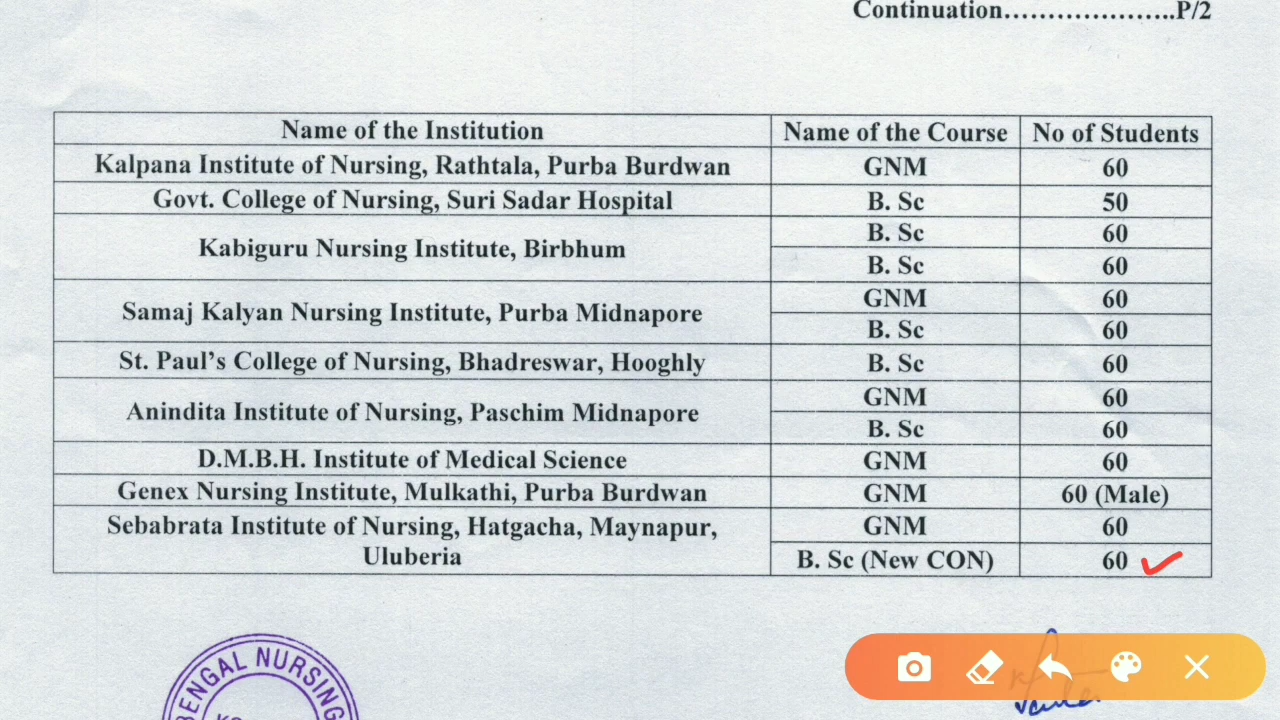 Continuation…………………..P/2
Name of the Institution Name of the Course No of Students
Kalpana Institute of Nursing, Rathtala, Purba Burdwan GNM 60
Govt. College of Nursing, Suri Sadar Hospital B. Sc 50
Kabiguru Nursing Institute, Birbhum B. Sc 60
B. Sc 60
Samaj Kalyan Nursing Institute, Purba Midnapore GNM 60
B. Sc 60
St. Paul’s College of Nursing, Bhadreswar, Hooghly B. Sc 60
Anindita Institute of Nursing, Paschim Midnapore GNM 60
B. Sc 60
D.M.B.H. Institute of Medical Science GNM 60
Genex Nursing Institute, Mulkathi, Purba Burdwan GNM 60 (Male)
Sebabrata Institute of Nursing, Hatgacha, Maynapur, GNM 60
Uluberia B. Sc (New CON) 60
BENGAL NURSING